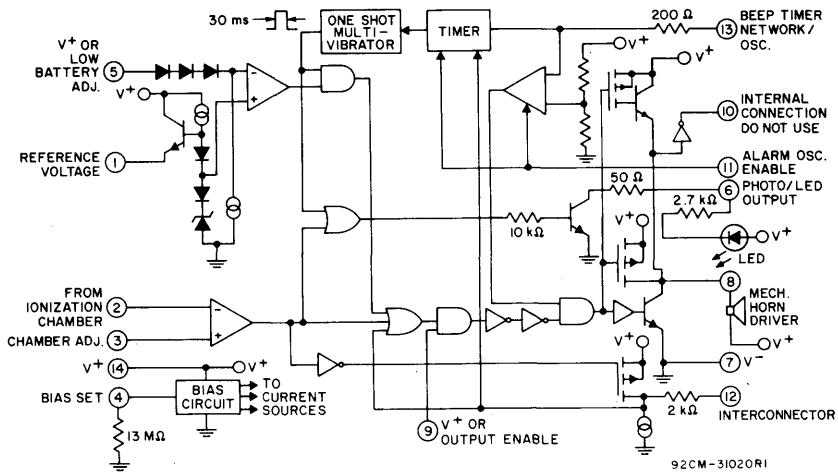 30 ms
ONE SHOT
MULTI-
VIBRATOR
TIMER
200 Ω
13
BEEP TIMER
NETWORK/
OSC.
V+ OR
LOW
BATTERY
ADJ.
5
V+
V+
V+
10
INTERNAL
CONNECTION
DO NOT USE
REFERENCE
VOLTAGE
1
11
ALARM OSC.
ENABLE
50 Ω
6
PHOTO/LED
OUTPUT
2.7 kΩ
10 kΩ
V+
LED
V+
FROM
IONIZATION
CHAMBER
2
CHAMBER ADJ.
3
8
MECH.
HORN
DRIVER
V+
V+
14
V+
V+
7
V-
BIAS SET
4
BIAS
CIRCUIT
TO
CURRENT
SOURCES
13 MΩ
9
V+ OR
OUTPUT ENABLE
2 kΩ
12
INTERCONNECTOR
92CM-31020RI